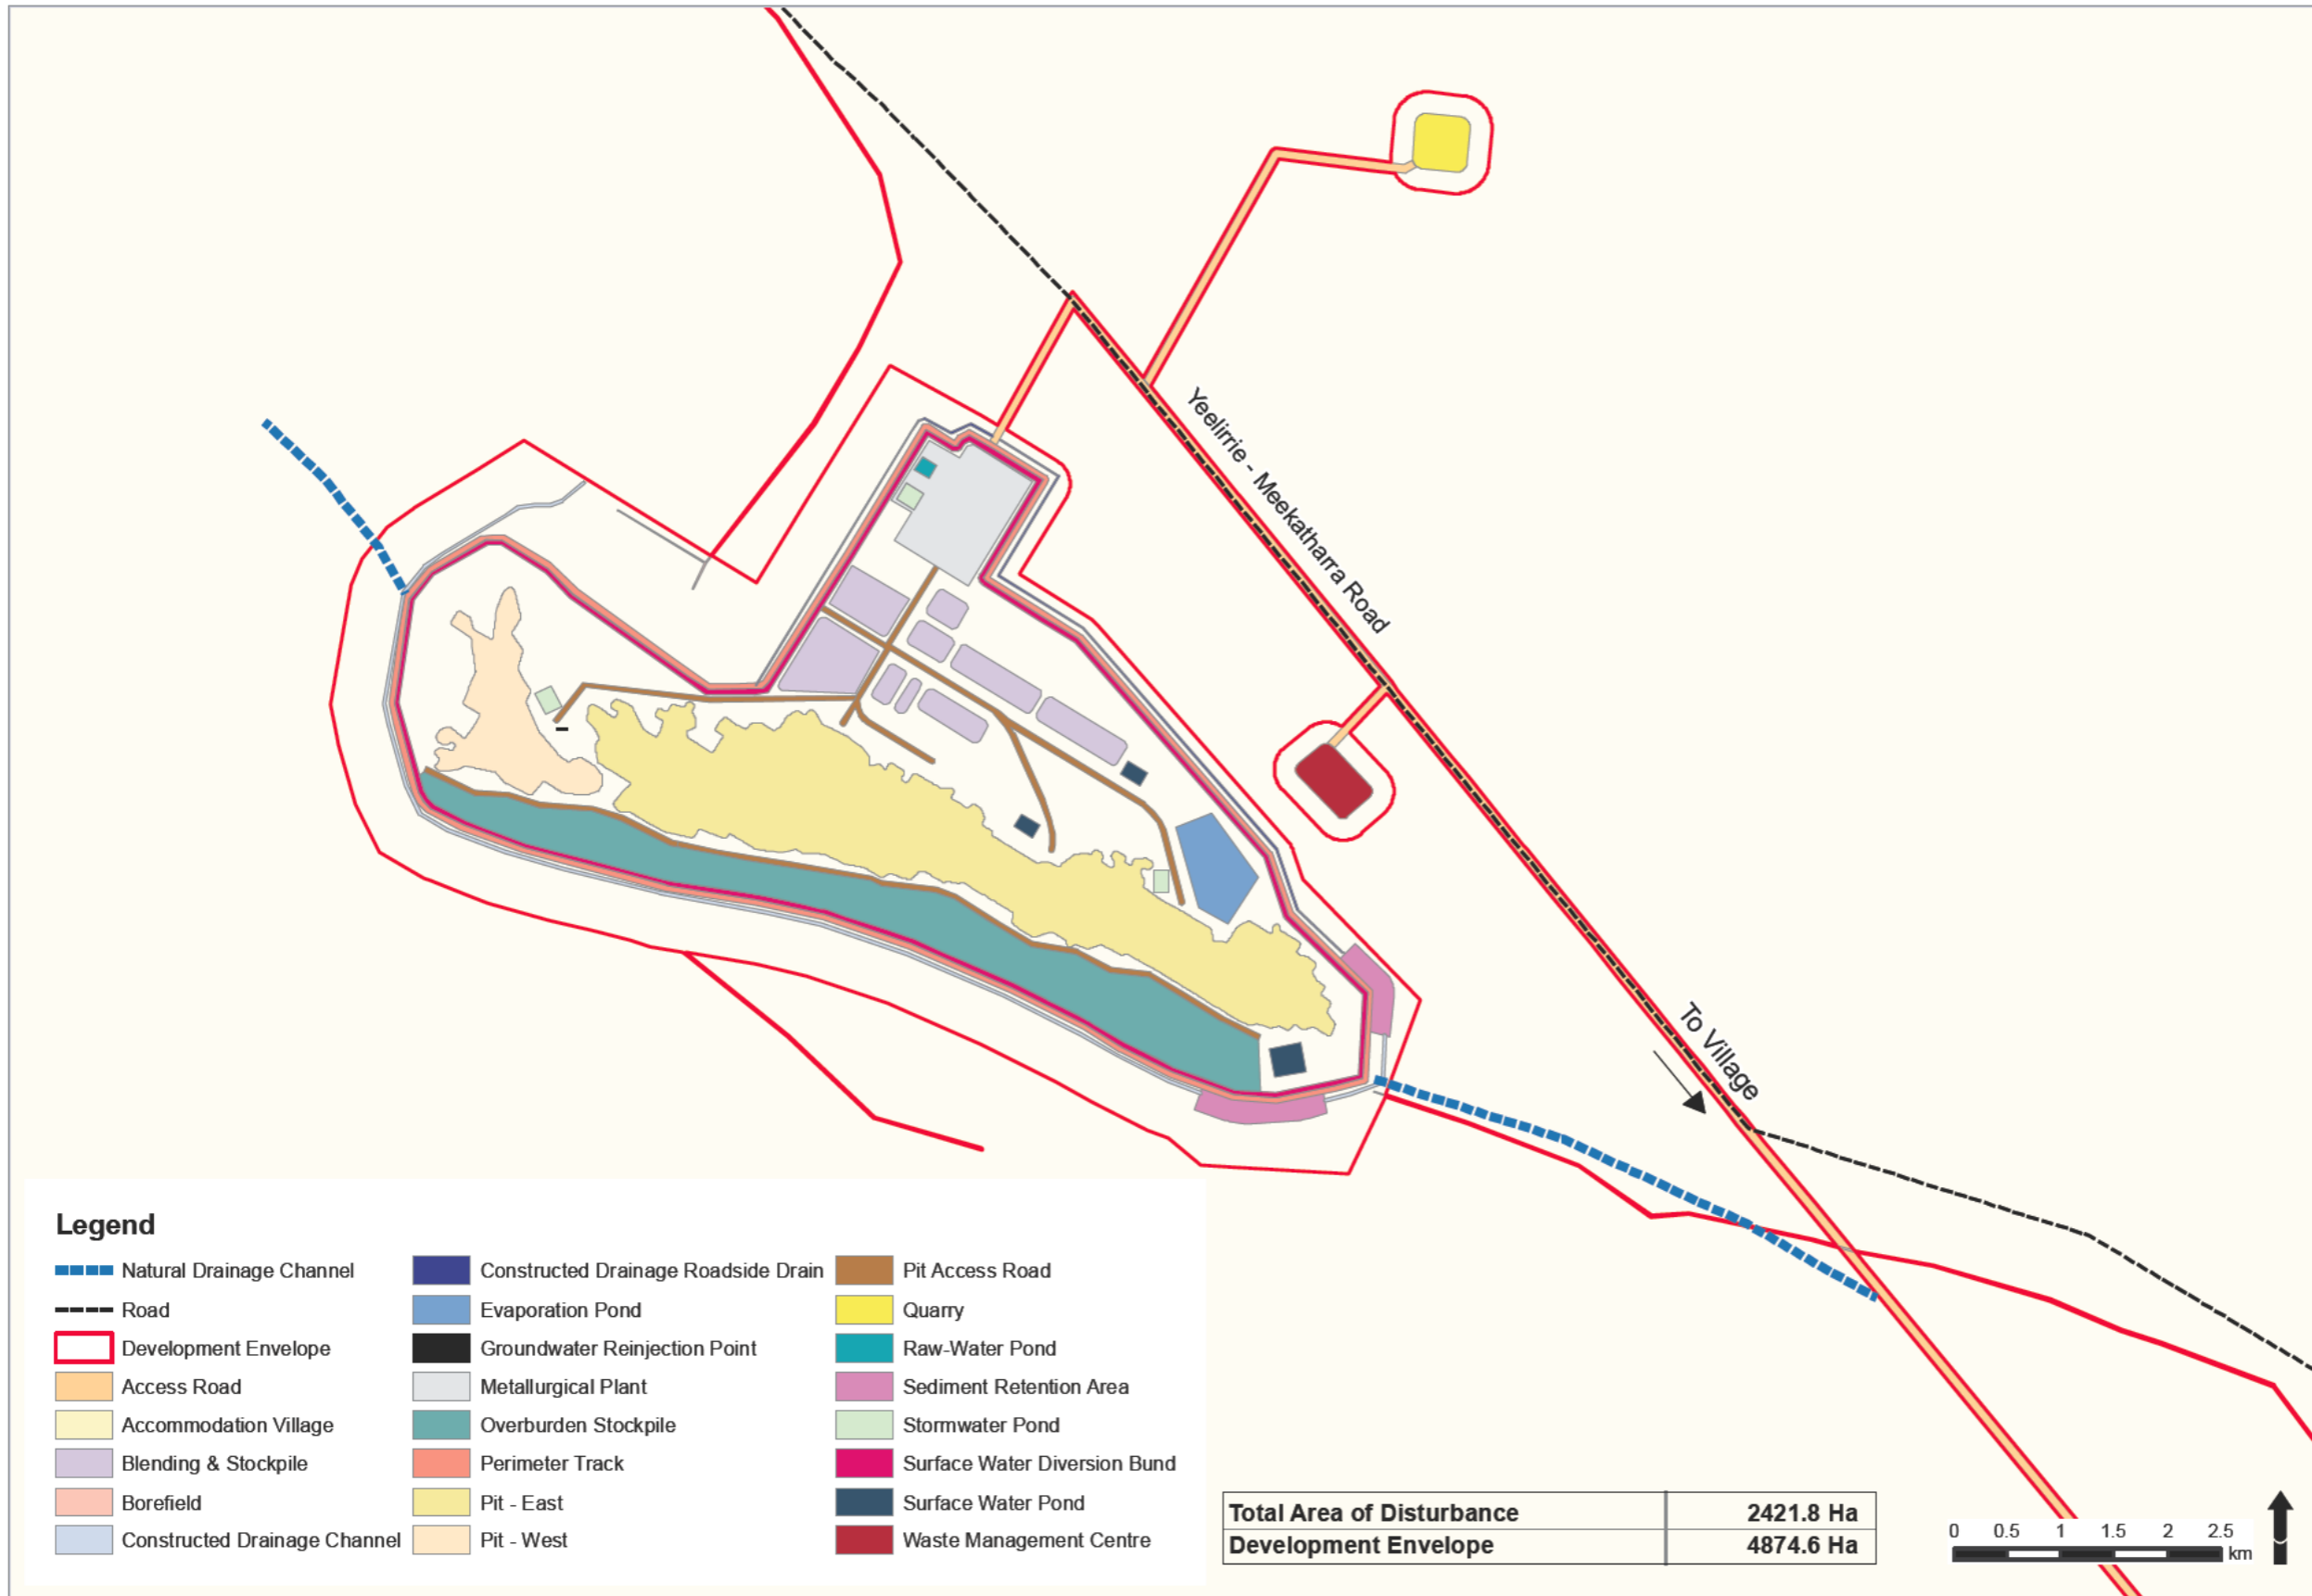 Yeelirrie - Meekatharra Road
To Village
Legend
Natural Drainage Channel
Road
Development Envelope
Access Road
Accommodation Village
Blending & Stockpile
Borefield
Constructed Drainage Channel
Constructed Drainage Roadside Drain
Evaporation Pond
Groundwater Reinjection Point
Metallurgical Plant
Overburden Stockpile
Perimeter Track
Pit - East
Pit - West
Pit Access Road
Quarry
Raw-Water Pond
Sediment Retention Area
Stormwater Pond
Surface Water Diversion Bund
Surface Water Pond
Waste Management Centre
Total Area of Disturbance 2421.8 Ha
Development Envelope 4874.6 Ha
0 0.5 1 1.5 2 2.5
km